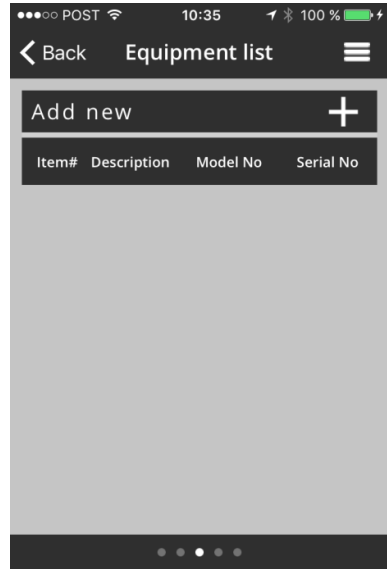 POST 10:35 100 %
Back Equipment list
Add new
Item# Description Model No Serial No